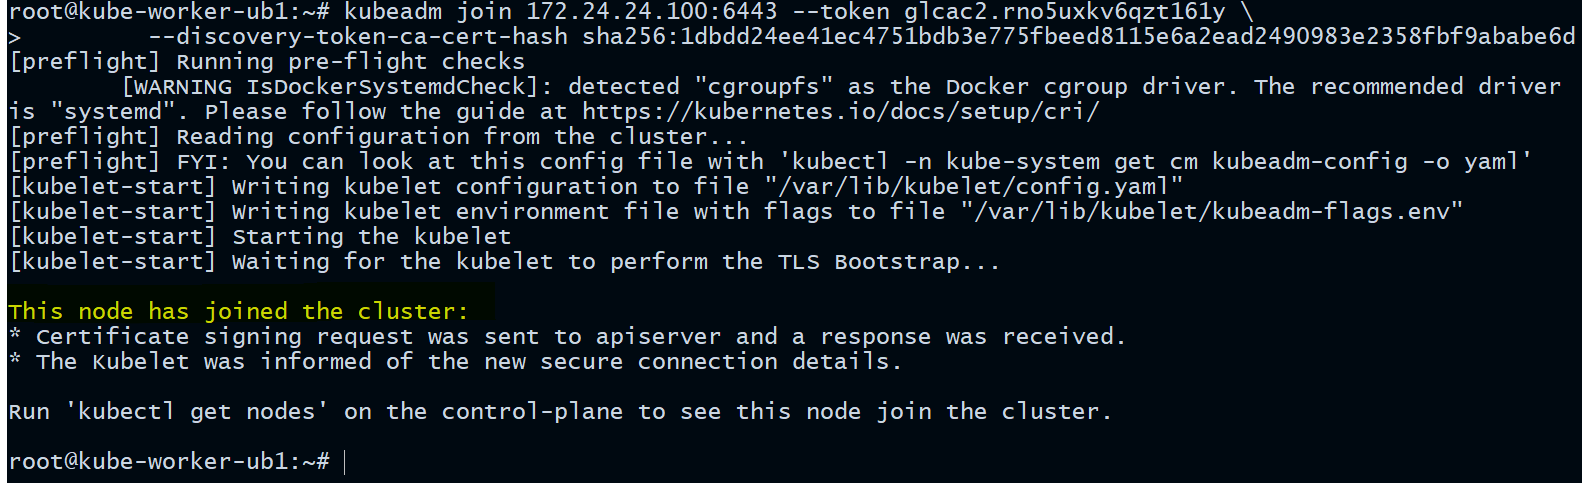 root@kube-worker-ub1:~# kubeadm join 172.24.24.100:6443 --token glcac2.rno5uxkv6qzt161y \
>         --discovery-token-ca-cert-hash sha256:1dbdd24ee41ec4751bdb3e775fbeed8115e6a2ead2490983e2358fbf9ababe6d
[preflight] Running pre-flight checks
        [WARNING IsDockerSystemdCheck]: detected "cgroupfs" as the Docker cgroup driver. The recommended driver
is "systemd". Please follow the guide at https://kubernetes.io/docs/setup/cri/
[preflight] Reading configuration from the cluster...
[preflight] FYI: You can look at this config file with 'kubectl -n kube-system get cm kubeadm-config -o yaml'
[kubelet-start] Writing kubelet configuration to file "/var/lib/kubelet/config.yaml"
[kubelet-start] Writing kubelet environment file with flags to file "/var/lib/kubelet/kubeadm-flags.env"
[kubelet-start] Starting the kubelet
[kubelet-start] Waiting for the kubelet to perform the TLS Bootstrap...

This node has joined the cluster:
* Certificate signing request was sent to apiserver and a response was received.
* The Kubelet was informed of the new secure connection details.

Run 'kubectl get nodes' on the control-plane to see this node join the cluster.

root@kube-worker-ub1:~#